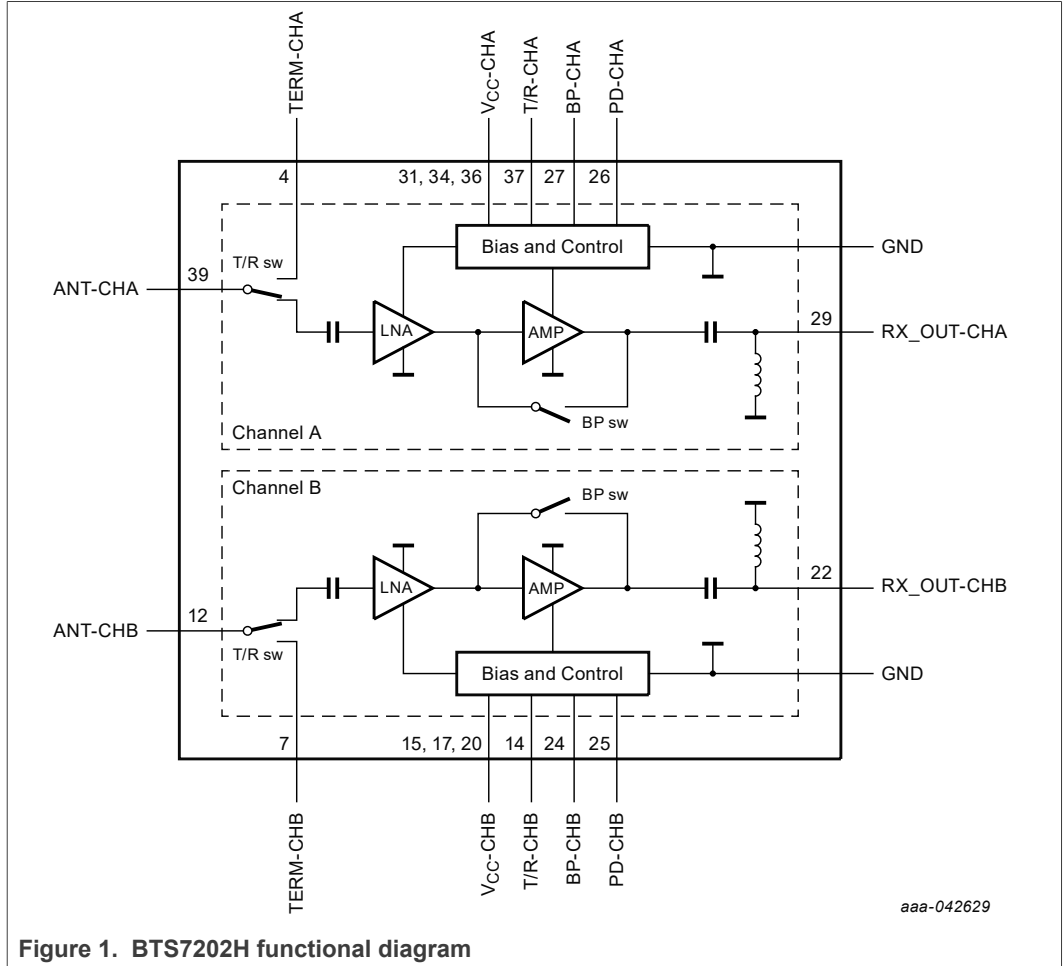 TERM-CHA
VCC-CHA
T/R-CHA
BP-CHA
PD-CHA
4
31, 34, 36
37
27
26
Bias and Control
GND
T/R sw
39
ANT-CHA
LNA
AMP
29
RX_OUT-CHA
BP sw
Channel A
Channel B
BP sw
LNA
AMP
22
RX_OUT-CHB
12
ANT-CHB
T/R sw
Bias and Control
GND
7
15, 17, 20
14
24
25
TERM-CHB
VCC-CHB
T/R-CHB
BP-CHB
PD-CHB
aaa-042629
Figure 1. BTS7202H functional diagram